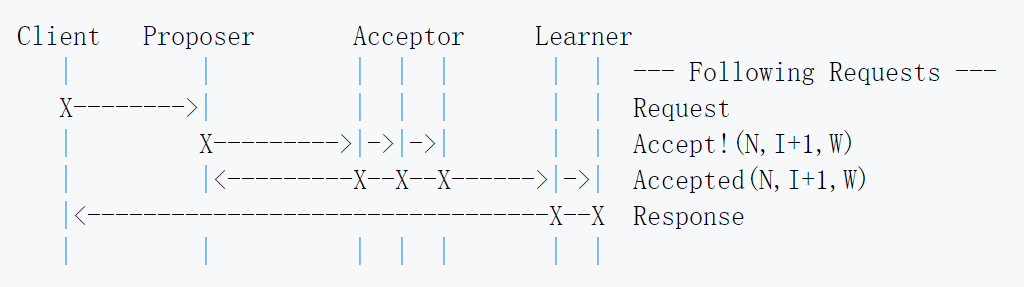 Client   Proposer       Acceptor     Learner
   |         |          |  |  |       |  |  --- Following Requests ---
   X-------->|          |  |  |       |  |  Request
   |         X--------->|->|->|       |  |  Accept!(N,I+1,W)
   |         |<---------X--X--X------>|->|  Accepted(N,I+1,W)
   |<---------------------------------X--X  Response
   |         |          |  |  |       |  |